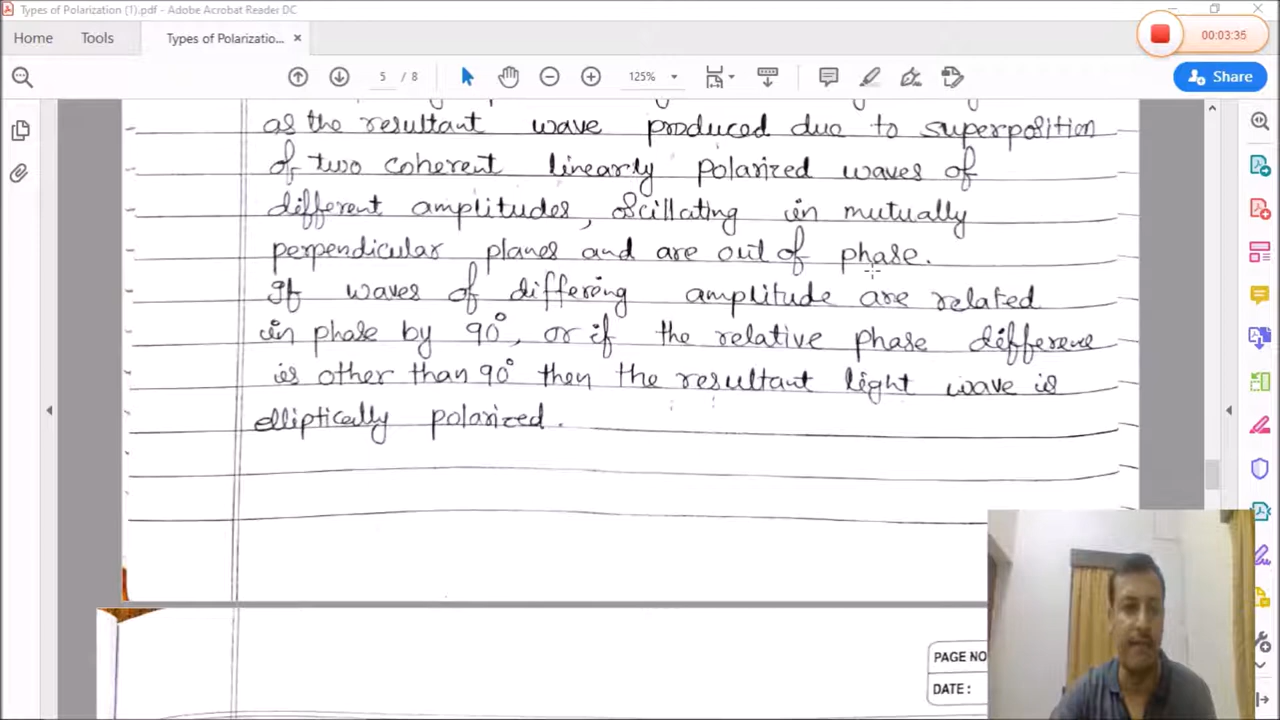 Types of Polarization (1).pdf - Adobe Acrobat Reader DC
00:03:35
Home Tools Types of Polarizatio... ×
5 / 8 125% Share
as the resultant wave produced due to superposition
of two coherent linearly polarized waves of
different amplitudes, oscillating in mutually
perpendicular planes and are out of phase.
If waves of differing amplitude are related
in phase by 90°, or if the relative phase difference
is other than 90° then the resultant light wave is
elliptically polarized.
PAGE NO
DATE: